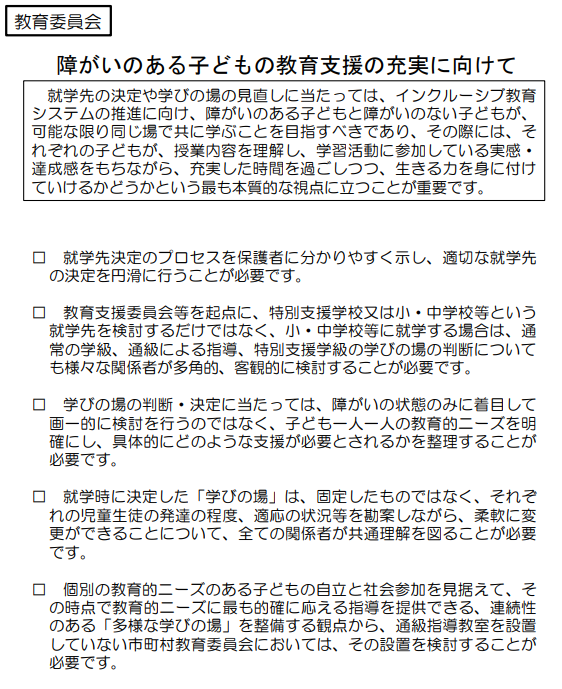 教育委員会
障がいのある子どもの教育支援の充実に向けて
就学先の決定や学びの場の見直しに当たっては、インクルーシブ教育
システムの推進に向け、障がいのある子どもと障がいのない子どもが、
可能な限り同じ場で共に学ぶことを目指すべきであり、その際には、そ
れぞれの子どもが、授業内容を理解し、学習活動に参加している実感・
達成感をもちながら、充実した時間を過ごしつつ、生きる力を身に付け
ていけるかどうかという最も本質的な視点に立つことが重要です。
□ 就学先決定のプロセスを保護者に分かりやすく示し、適切な就学先
の決定を円滑に行うことが必要です。
□ 教育支援委員会等を起点に、特別支援学校又は小・中学校等という
就学先を検討するだけではなく、小・中学校等に就学する場合は、通
常の学級、通級による指導、特別支援学級の学びの場の判断について
も様々な関係者が多角的、客観的に検討することが必要です。
□ 学びの場の判断・決定に当たっては、障がいの状態のみに着目して
画一的に検討を行うのではなく、子ども一人一人の教育的ニーズを明
確にし、具体的にどのような支援が必要とされるかを整理することが
必要です。
□ 就学時に決定した「学びの場」は、固定したものではなく、それぞ
れの児童生徒の発達の程度、適応の状況等を勘案しながら、柔軟に変
更ができることについて、全ての関係者が共通理解を図ることが必要
です。
□ 個別の教育的ニーズのある子どもの自立と社会参加を見据えて、そ
の時点で教育的ニーズに最も的確に応える指導を提供できる、連続性
のある「多様な学びの場」を整備する観点から、通級指導教室を設置
していない市町村教育委員会においては、その設置を検討することが
必要です。